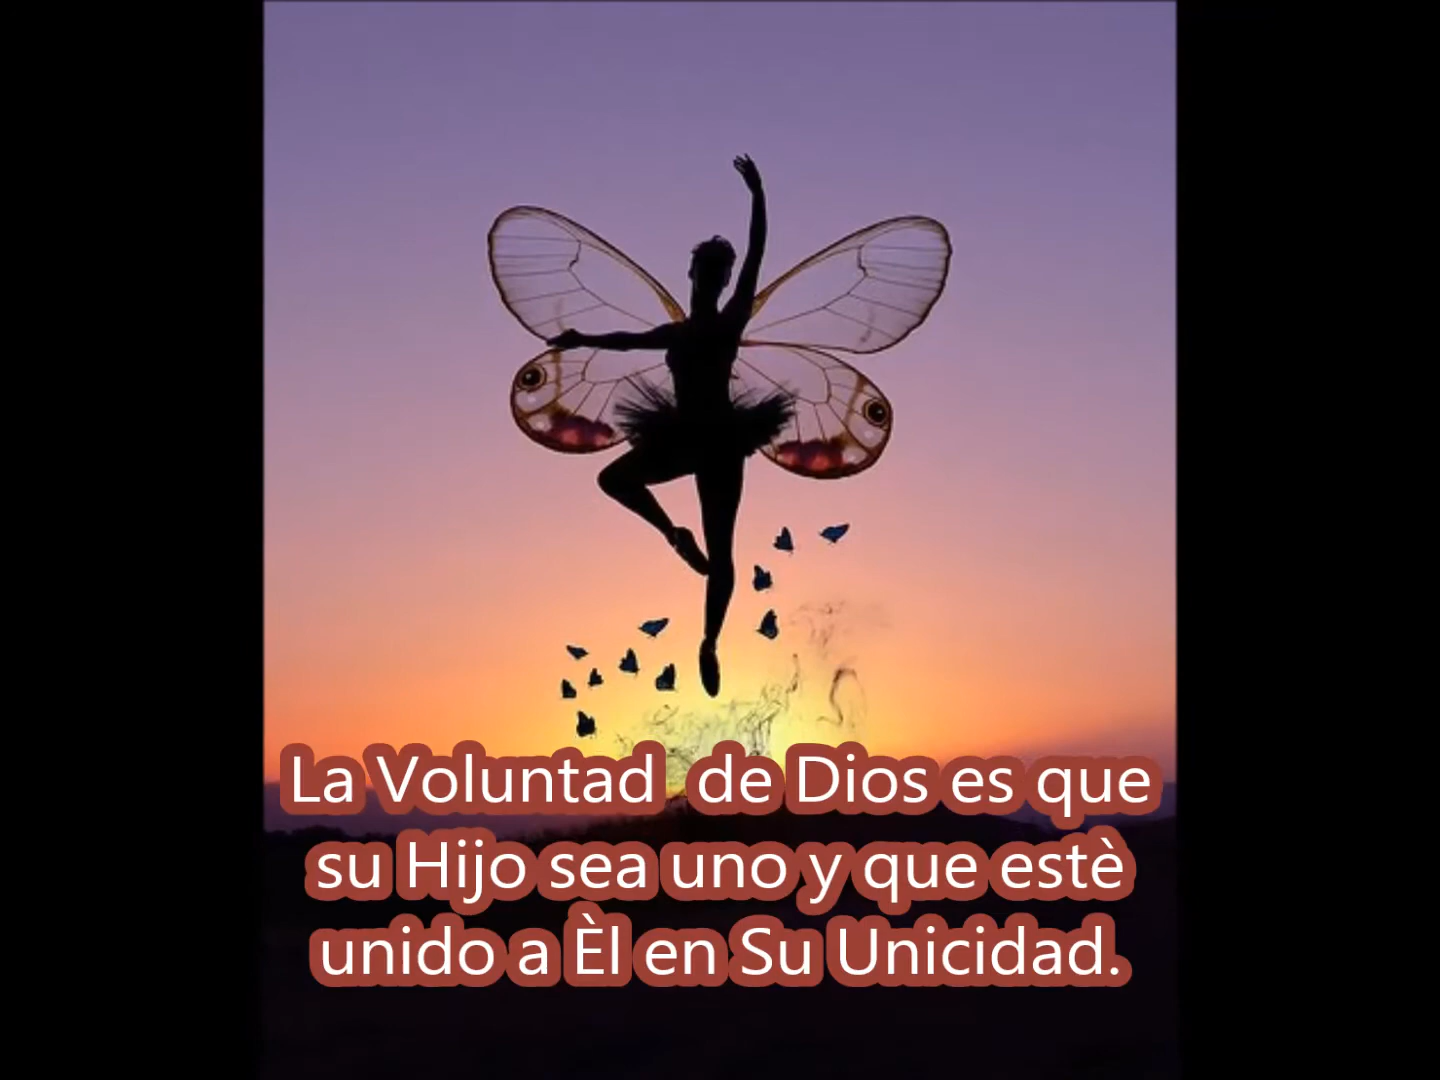 La Voluntad  de Dios es que
su Hijo sea uno y que estè
unido a Èl en Su Unicidad.